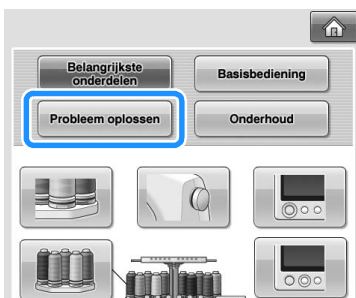 Belangrijkste
onderdelen
Basisbediening
Probleem oplossen
Onderhoud